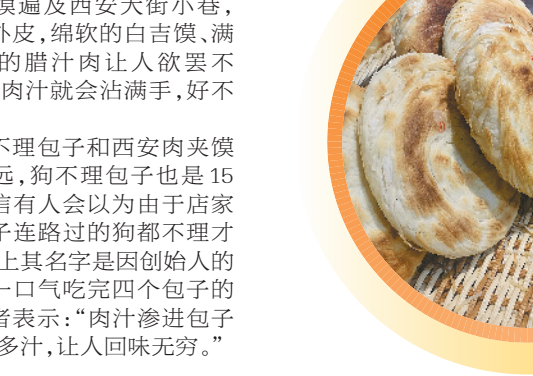 馍遍及西安大街小巷,
外皮,绵软的白吉馍、满
的腊汁肉让人欲罢不
肉汁就会沾满手,好不
不理包子和西安肉夹馍
远,狗不理包子也是 15
信有人会以为由于店家
子连路过的狗都不理才
上其名字是因创始人的
一口气吃完四个包子的
者表示:“肉汁渗进包子
多汁,让人回味无穷。”